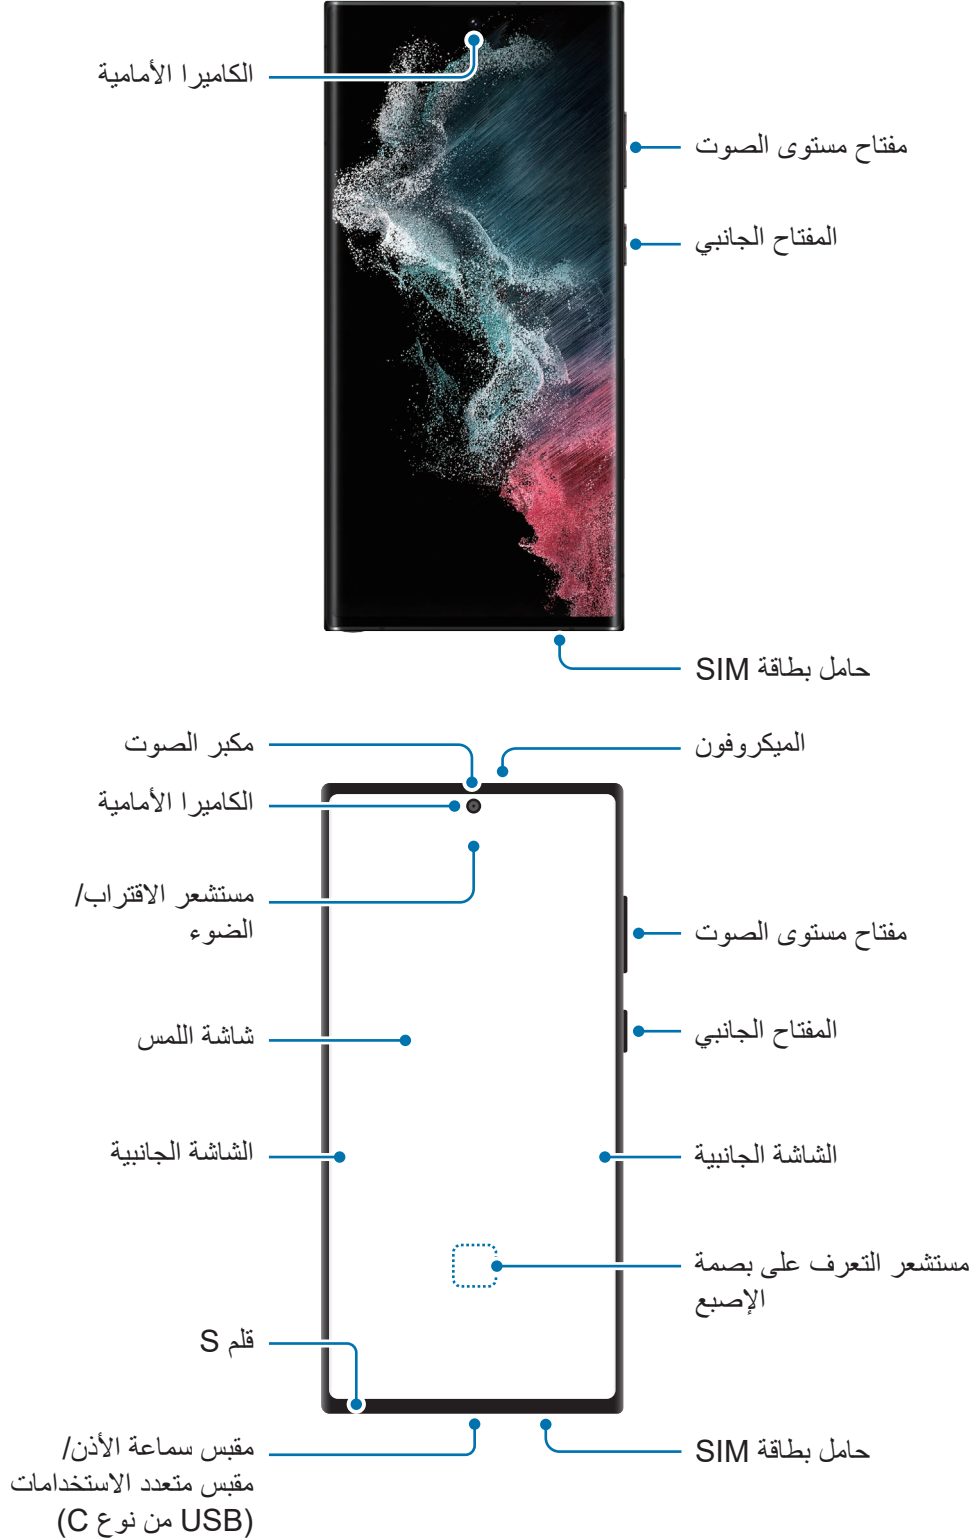 الكاميرا الأمامية
مفتاح مستوى الصوت
المفتاح الجانبي
حامل بطاقة SIM
الميكروفون
مكبر الصوت
الكاميرا الأمامية
مستشعر الاقتراب/
الضوء
مفتاح مستوى الصوت
المفتاح الجانبي
شاشة اللمس
الشاشة الجانبية
الشاشة الجانبية
مستشعر التعرف على بصمة
الإصبع
قلم S
حامل بطاقة SIM
مقبس سماعة الأذن/
مقبس متعدد الاستخدامات
(USB من نوع C)